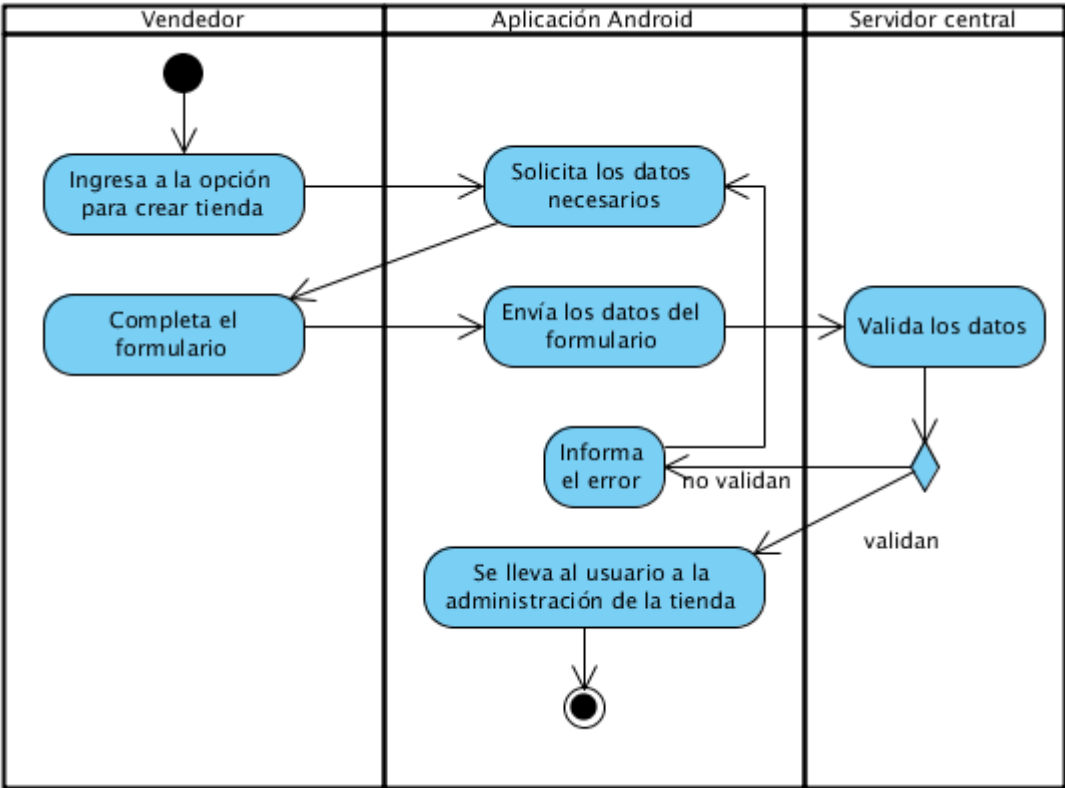 Vendedor
Aplicación Android
Servidor central
Ingresa a la opción
para crear tienda
Solicita los datos
necesarios
Completa el
formulario
Envía los datos del
formulario
Valida los datos
Informa
el error
no validan
validan
Se lleva al usuario a la
administración de la tienda